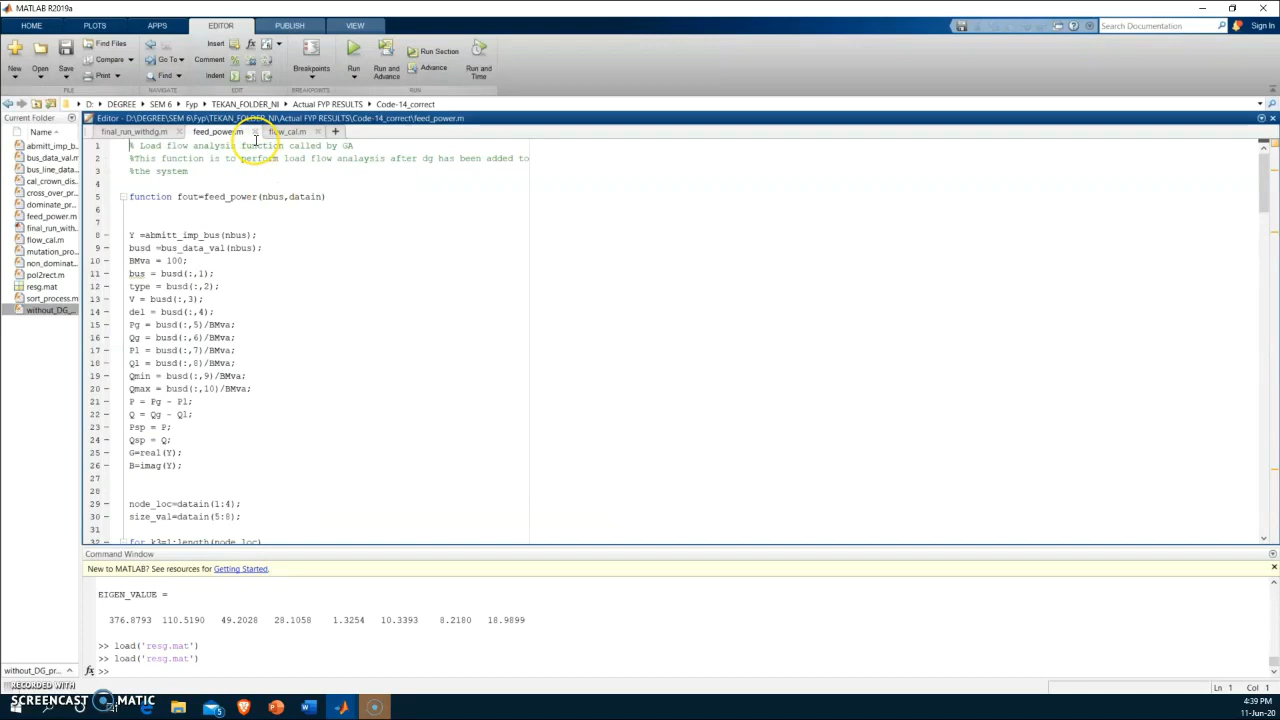 MATLAB R2019a
HOME PLOTS APPS EDITOR PUBLISH VIEW
Search Documentation
Sign In
New Open Save
Find Files
Compare
Print
Go To
Find
Insert
Comment
Indent
Breakpoints
Run
Run and Advance
Run Section
Advance
Run and Time
FILE NAVIGATE EDIT BREAKPOINTS RUN
D: DEGREE SEM 6 Fyp TEKAN_FOLDER_NI Actual FYP RESULTS Code-14_correct
Current Folder
Name
abmitt_imp_b...
bus_data_val.m
bus_line_data...
cal_crown_dis...
cross_over_pr...
dominate_pro...
feed_power.m
final_run_with...
flow_cal.m
mutation_pro...
non_dominat...
pol2rect.m
resg.mat
sort_process.m
without_DG_...
without_DG_pr...
Editor - D:\DEGREE\SEM 6\Fyp\TEKAN_FOLDER_NI\Actual FYP RESULTS\Code-14_correct\feed_power.m
final_run_withdg.m feed_power.m flow_cal.m
1 % Load flow analysis function called by GA
2 %This function is to perform load flow analaysis after dg has been added to
3 %the system
4
5 function fout=feed_power(nbus,datain)
6
7
8 Y =abmitt_imp_bus(nbus);
9 busd =bus_data_val(nbus);
10 BMva = 100;
11 bus = busd(:,1);
12 type = busd(:,2);
13 V = busd(:,3);
14 del = busd(:,4);
15 Pg = busd(:,5)/BMva;
16 Qg = busd(:,6)/BMva;
17 Pl = busd(:,7)/BMva;
18 Ql = busd(:,8)/BMva;
19 Qmin = busd(:,9)/BMva;
20 Qmax = busd(:,10)/BMva;
21 P = Pg - Pl;
22 Q = Qg - Ql;
23 Psp = P;
24 Qsp = Q;
25 G=real(Y);
26 B=imag(Y);
27
28
29 node_loc=datain(1:4);
30 size_val=datain(5:8);
31
32 for k3=1:length(node_loc)
Command Window
New to MATLAB? See resources for Getting Started.
EIGEN_VALUE =
376.8793 110.5190 49.2028 28.1058 1.3254 10.3393 8.2180 18.9899
>> load('resg.mat')
>> load('resg.mat')
fx >>
Ln 1 Col 1
RECORDED WITH
SCREENCAST MATIC
4:39 PM
11-Jun-20